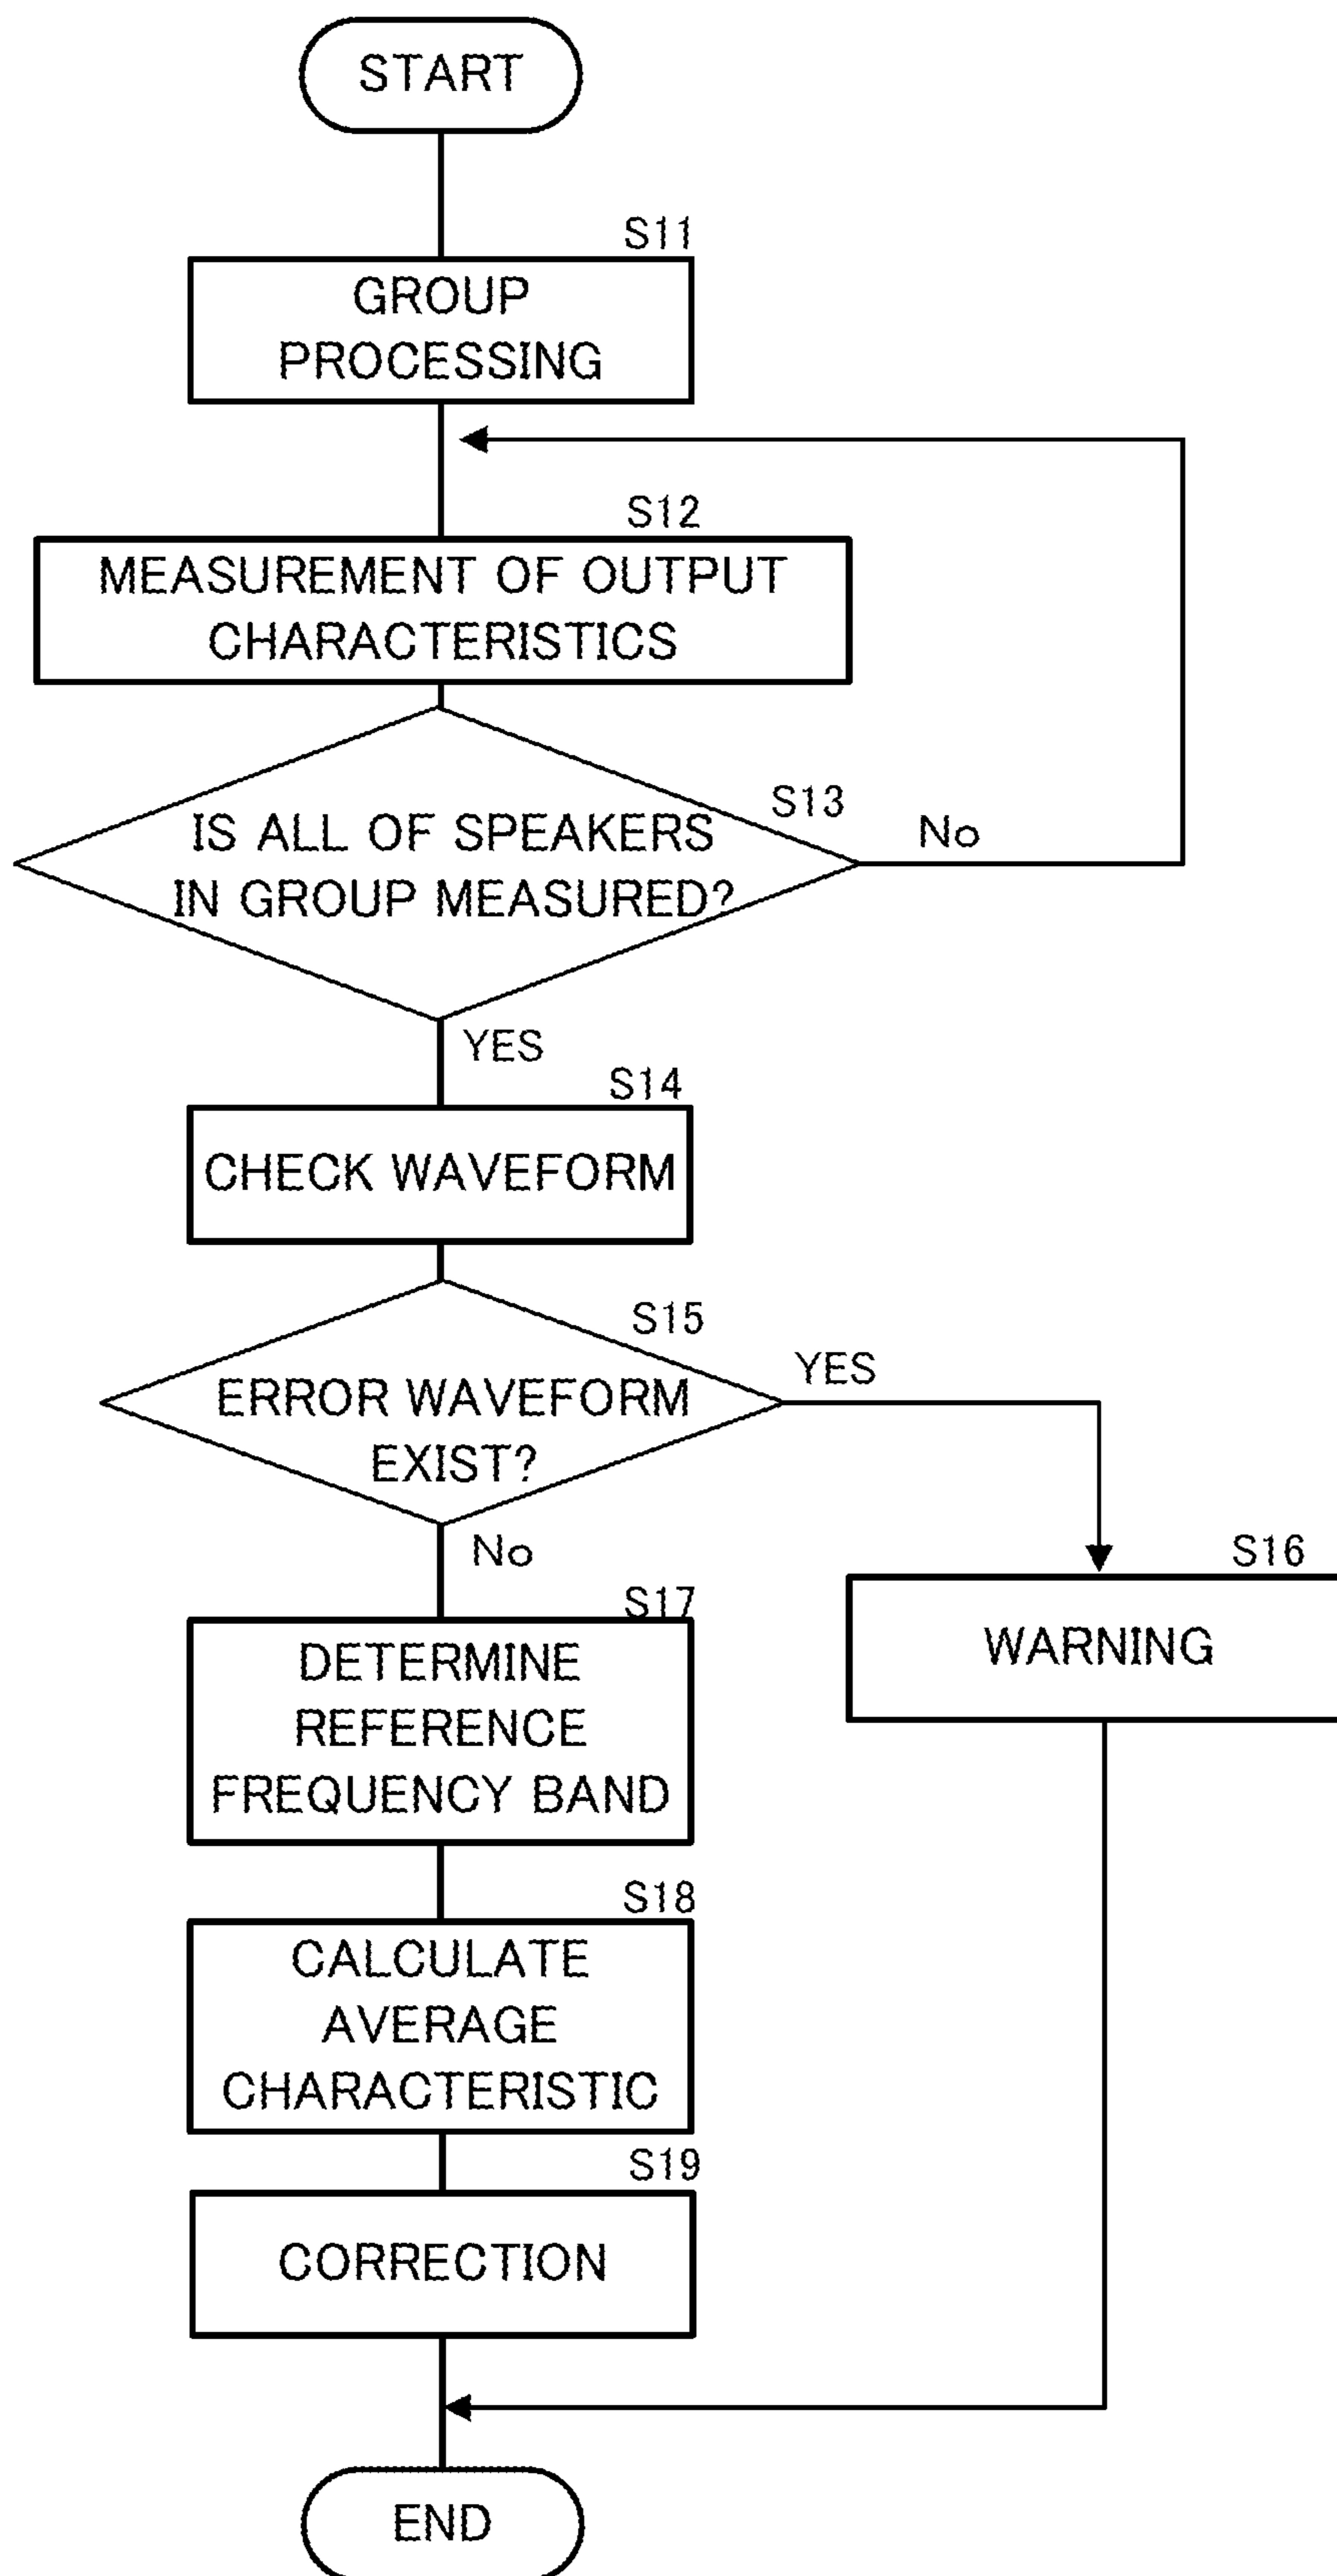 START
S11
GROUP
PROCESSING
S12
MEASUREMENT OF OUTPUT
CHARACTERISTICS
S13
IS ALL OF SPEAKERS
IN GROUP MEASURED?
No
YES
S14
CHECK WAVEFORM
S15
YES
ERROR WAVEFORM
EXIST?
No
S16
WARNING
S17
DETERMINE
REFERENCE
FREQUENCY BAND
S18
CALCULATE
AVERAGE
CHARACTERISTIC
S19
CORRECTION
END